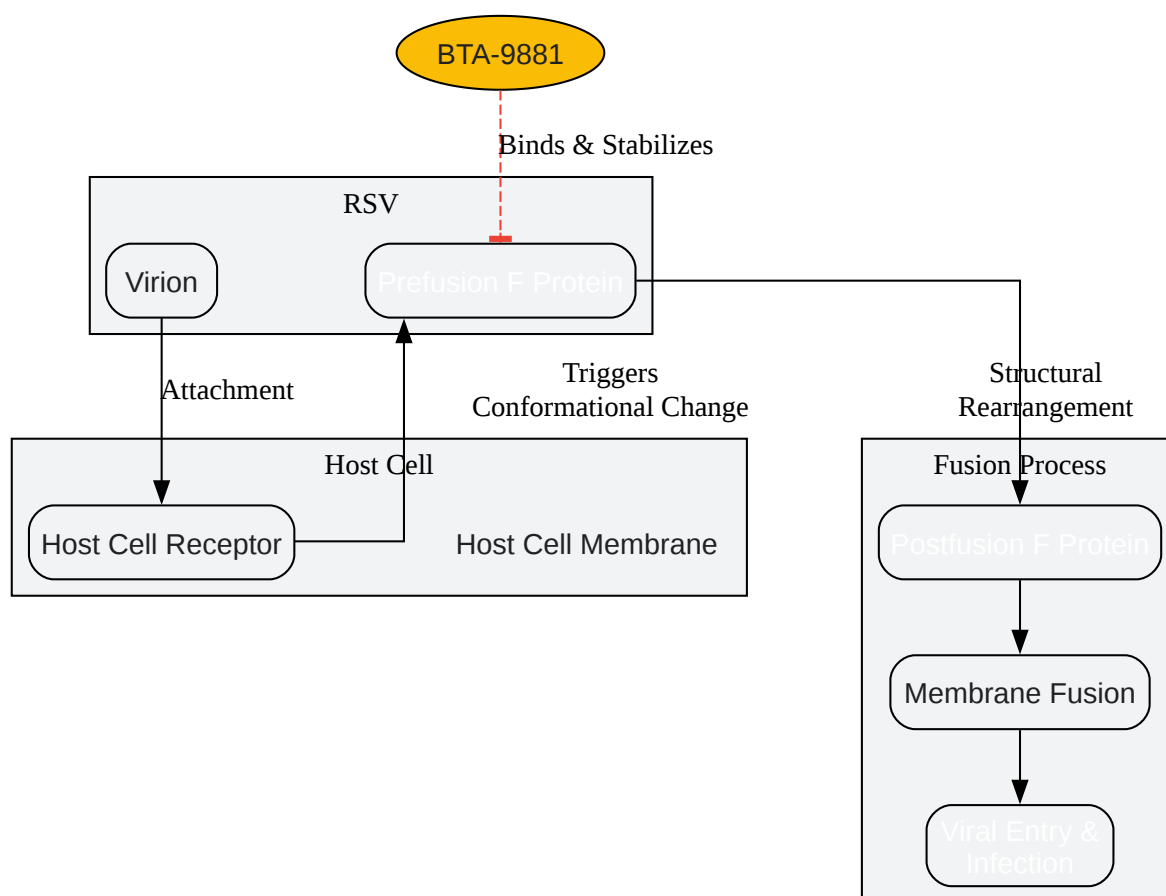 BTA-9881
Binds & Stabilizes
RSV
Virion
Prefusion F Protein
Attachment
Triggers
Conformational Change
Structural
Rearrangement
Host Cell
Host Cell Receptor
Host Cell Membrane
Fusion Process
Postfusion F Protein
Membrane Fusion
Viral Entry &
Infection